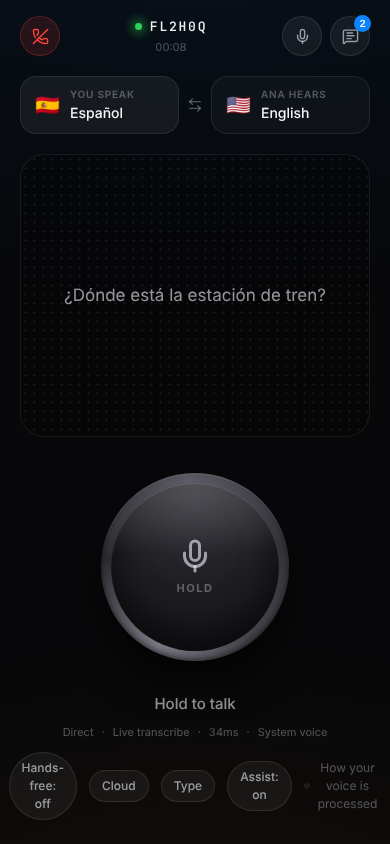 FL2H0Q
2
00:08
YOU SPEAK
Español
ANA HEARS
English
¿Dónde está la estación de tren?
HOLD
Hold to talk
Direct · Live transcribe · 34ms · System voice
Hands-
free:
off
Cloud
Type
Assist:
on
How your
voice is
processed